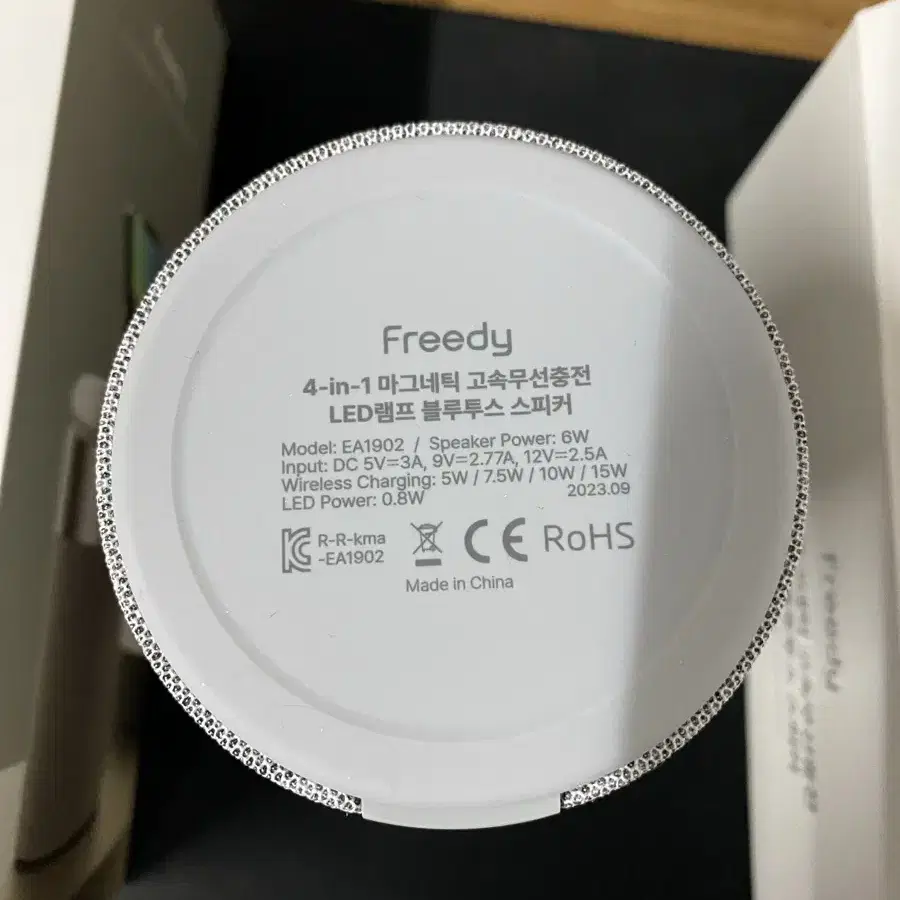 Freedy
4-in-1 마그네틱 고속무선충전
LED램프 블루투스 스피커
Model: EA1902 / Speaker Power: 6W
Input: DC 5V=3A, 9V=2.77A, 12V=2.5A
Wireless Charging: 5W / 7.5W / 10W / 15W
LED Power: 0.8W 2023.09
R-R-kma
-EA1902
CE RoHS
Made in China
Freedy